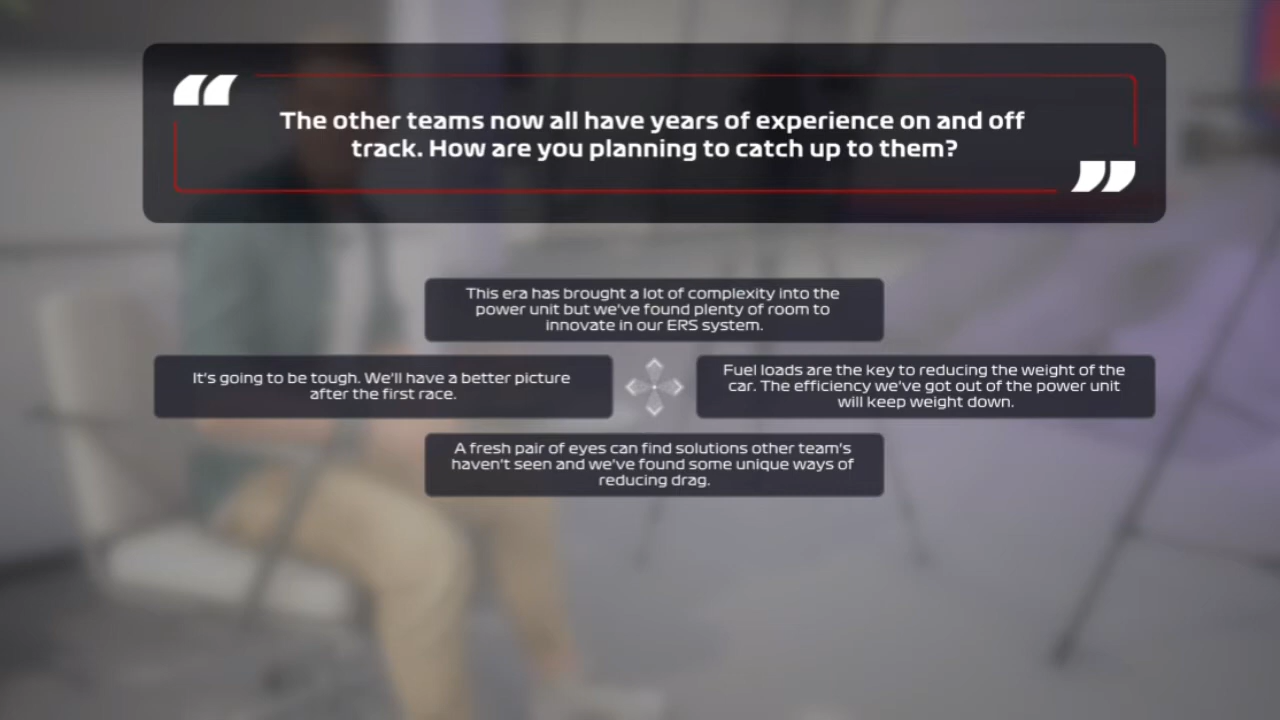 The other teams now all have years of experience on and off
track. How are you planning to catch up to them?
This era has brought a lot of complexity into the
power unit but we've found plenty of room to
innovate in our ERS system.
It's going to be tough. We'll have a better picture
after the first race.
Fuel loads are the key to reducing the weight of the
car. The efficiency we've got out of the power unit
will keep weight down.
A fresh pair of eyes can find solutions other team's
haven't seen and we've found some unique ways of
reducing drag.